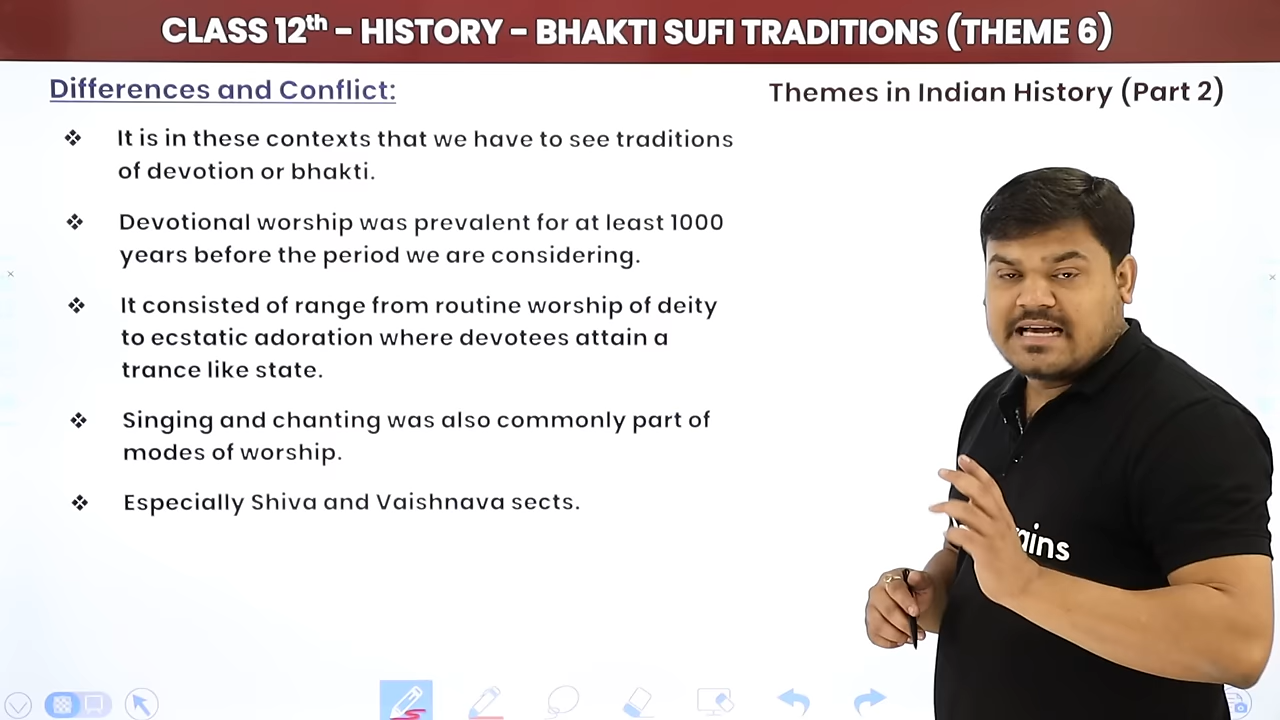 CLASS 12th – HISTORY – BHAKTI SUFI TRADITIONS (THEME 6)
Differences and Conflict:
Themes in Indian History (Part 2)
❖ It is in these contexts that we have to see traditions
of devotion or bhakti.
❖ Devotional worship was prevalent for at least 1000
years before the period we are considering.
❖ It consisted of range from routine worship of deity
to ecstatic adoration where devotees attain a
trance like state.
❖ Singing and chanting was also commonly part of
modes of worship.
❖ Especially Shiva and Vaishnava sects.